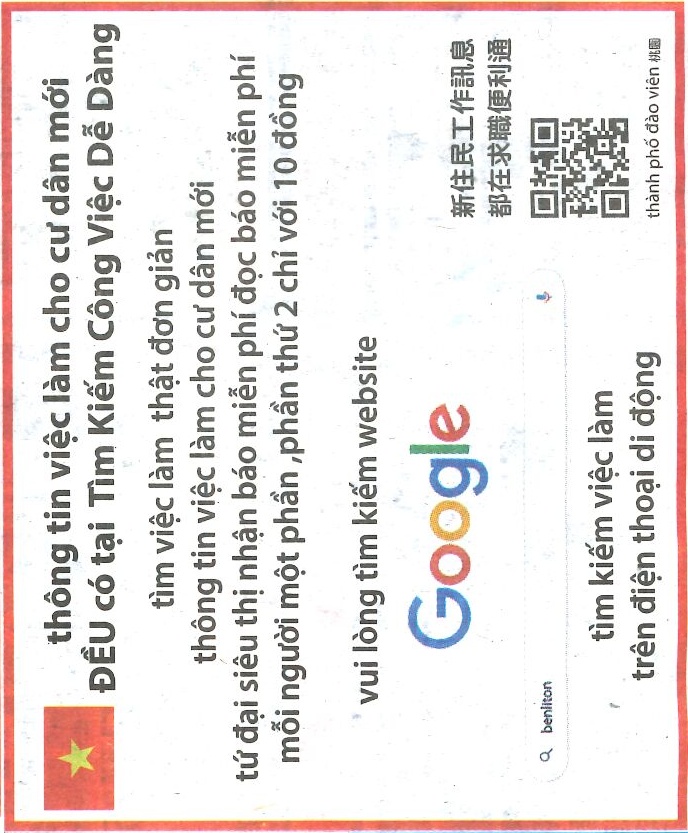 thông tin việc làm cho cư dân mới
ĐỀU có tại Tìm Kiếm Công Việc Dễ Dàng
tìm việc làm thật đơn giản
thông tin việc làm cho cư dân mới
tứ đại siêu thị nhận báo miễn phí đọc báo miễn phí
mỗi người một phần ,phần thứ 2 chỉ với 10 đồng
vui lòng tìm kiếm website
Google
benliton
tìm kiếm việc làm
trên điện thoại di động
新住民工作訊息
都在求職便利通
thành phố đào viên 桃園